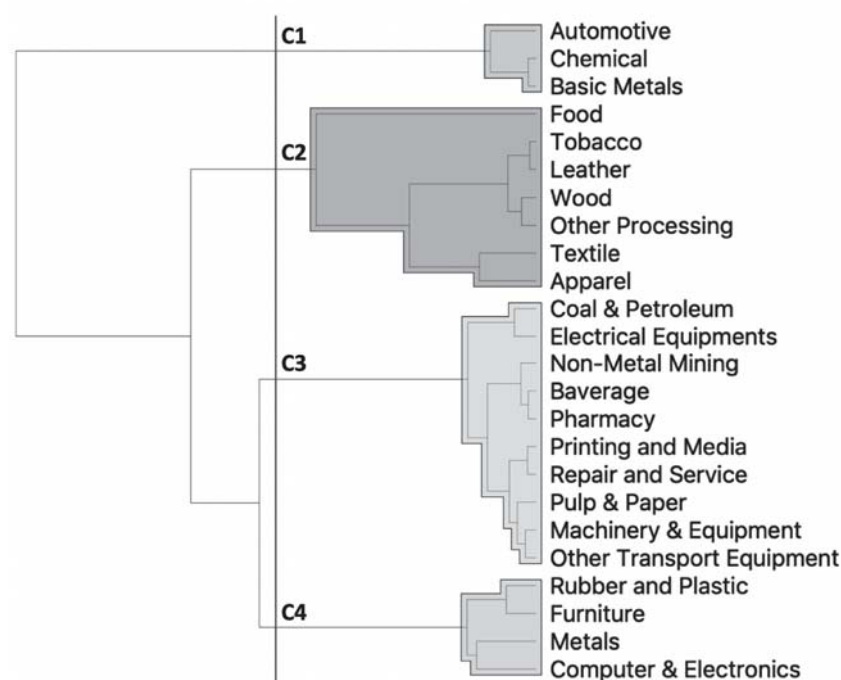 C1
Automotive
Chemical
Basic Metals
C2
Food
Tobacco
Leather
Wood
Other Processing
Textile
Apparel
C3
Coal & Petroleum
Electrical Equipments
Non-Metal Mining
Baverage
Pharmacy
Printing and Media
Repair and Service
Pulp & Paper
Machinery & Equipment
Other Transport Equipment
C4
Rubber and Plastic
Furniture
Metals
Computer & Electronics